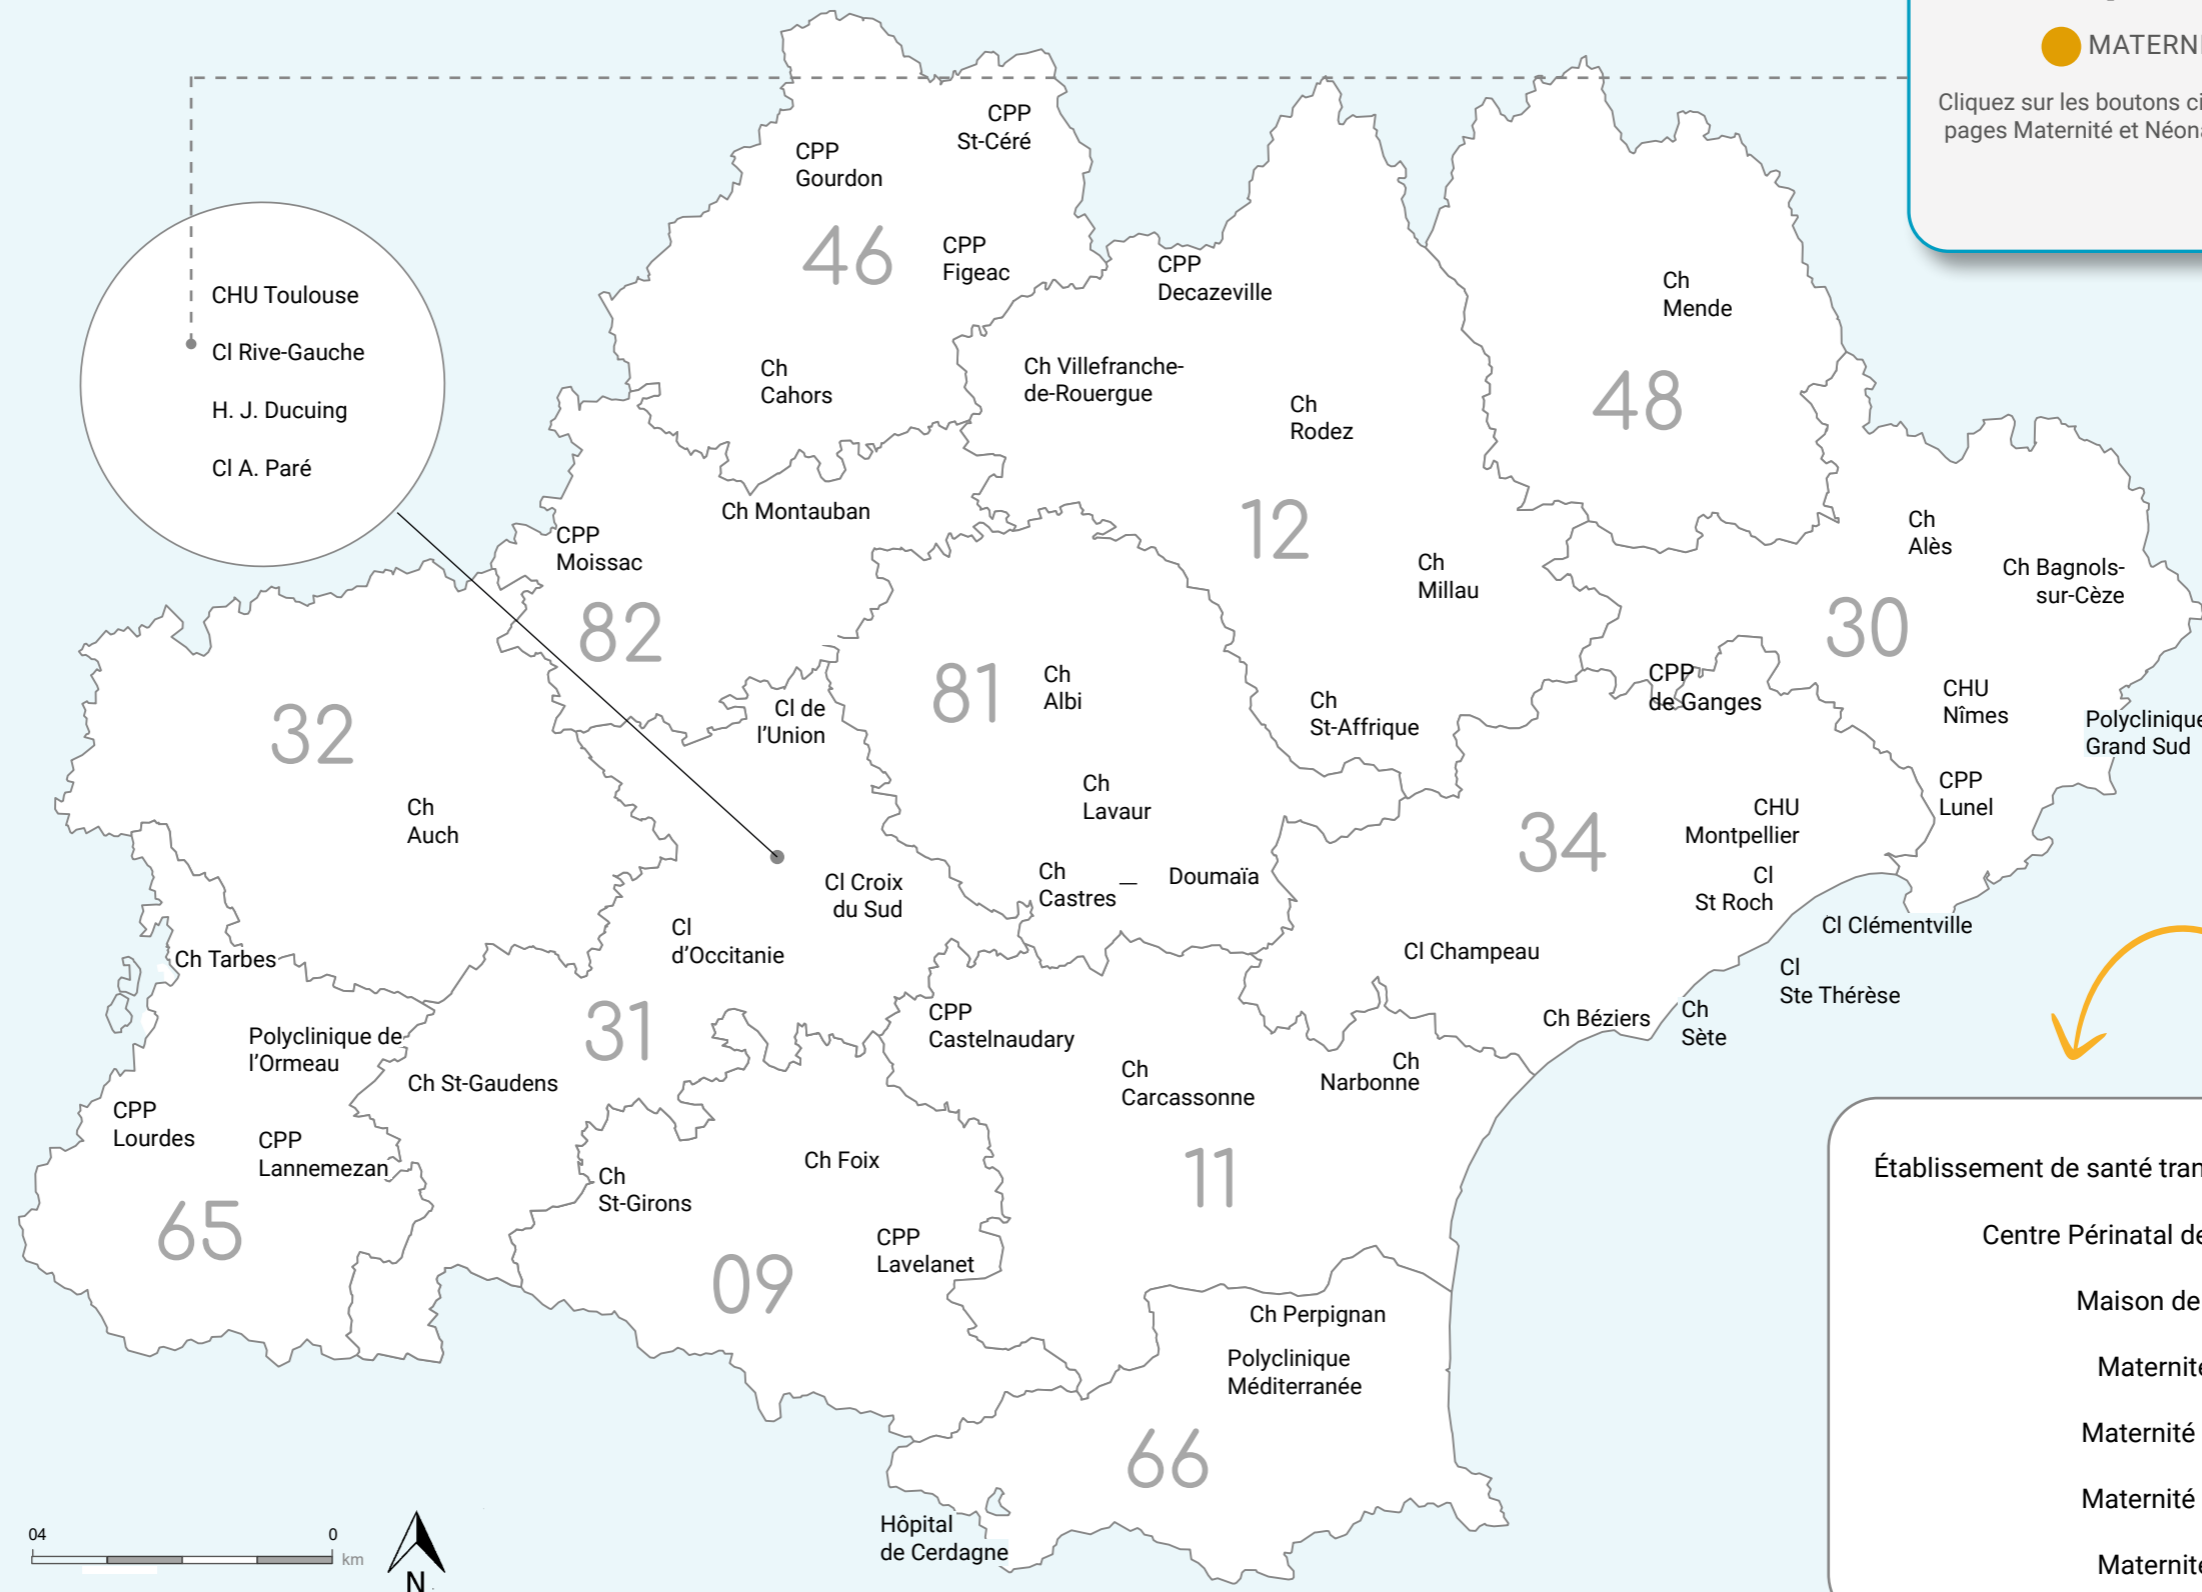 MATERNI
Cliquez sur les boutons ci
pages Maternité et Néona
CPP
St-Céré
CPP
Gourdon
46
CPP
Figeac
CPP
Decazeville
Ch
Mende
CHU Toulouse
Cl Rive-Gauche
H. J. Ducuing
Cl A. Paré
Ch
Cahors
Ch Villefranche-
de-Rouergue
Ch
Rodez
48
Ch Montauban
CPP
Moissac
12
Ch
Alès
Ch
Millau
Ch Bagnols-
sur-Cèze
82
30
81
Ch
Albi
CPP
de Ganges
32
Cl de
l'Union
Ch
St-Affrique
CHU
Nîmes
Polyclinique
Grand Sud
Ch
Auch
Ch
Lavaur
CPP
Lunel
34
CHU
Montpellier
Ch
Castres
Doumaïa
Cl Croix
du Sud
Cl
St Roch
Cl
d'Occitanie
Cl Clémentville
Ch Tarbes
Cl Champeau
Cl
Ste Thérèse
31
CPP
Castelnaudary
Ch Béziers
Ch
Sète
Polyclinique de
l'Ormeau
Ch St-Gaudens
Ch
Carcassonne
Ch
Narbonne
CPP
Lourdes
CPP
Lannemezan
Ch Foix
11
Ch
St-Girons
65
CPP
Lavelanet
09
Ch Perpignan
Polyclinique
Méditerranée
66
Hôpital
de Cerdagne
Établissement de santé tran
Centre Périnatal de
Maison de
Maternité
Maternité
Maternité
Maternité
04
0
km
N